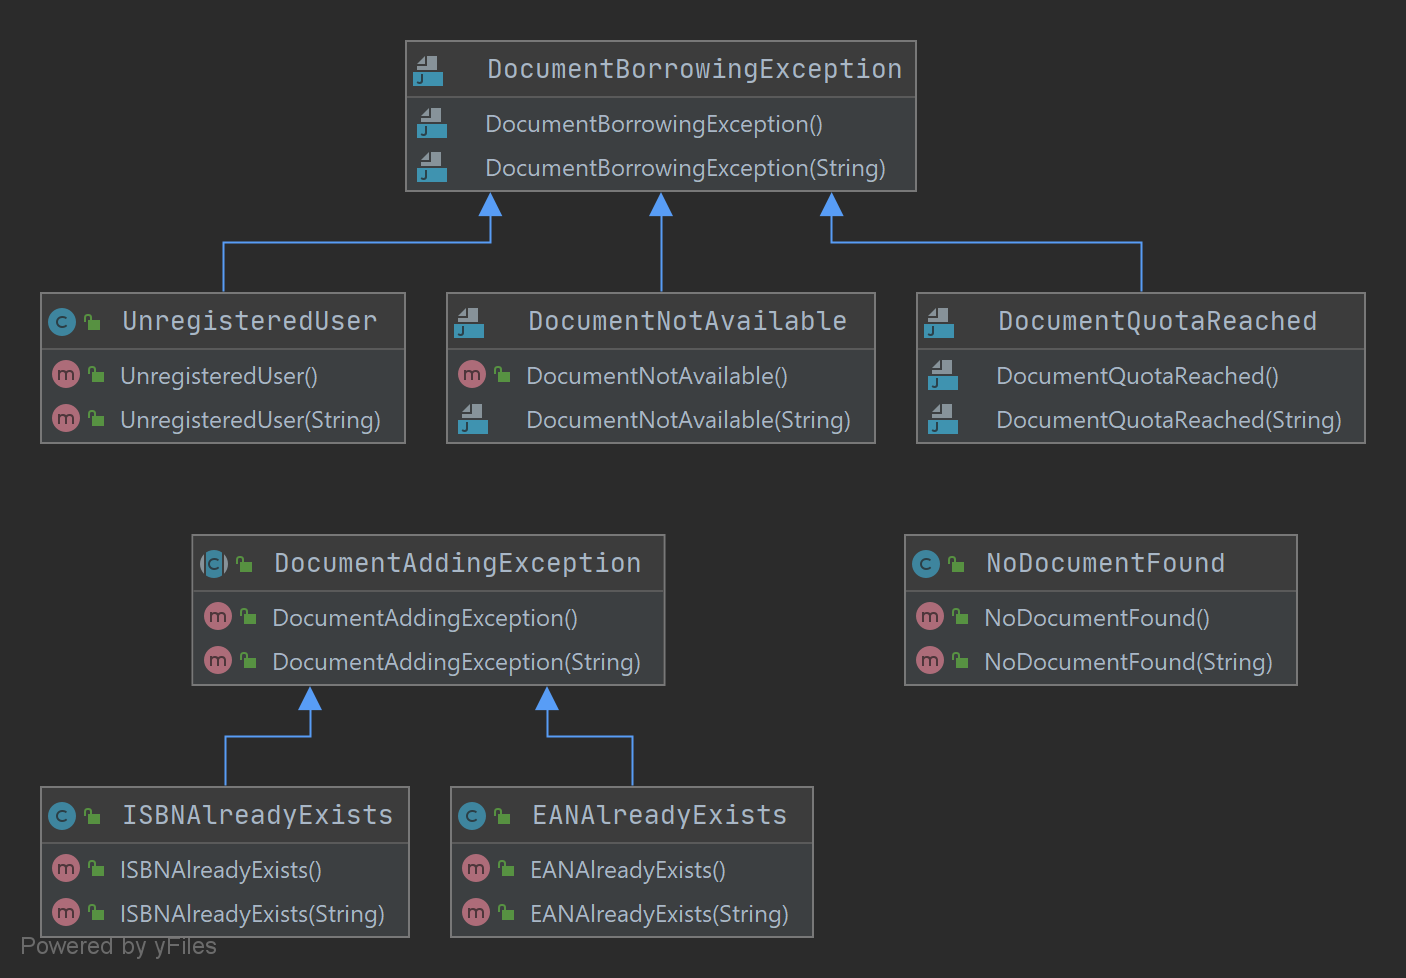 DocumentBorrowingException
DocumentBorrowingException()
DocumentBorrowingException(String)
UnregisteredUser
UnregisteredUser()
UnregisteredUser(String)
DocumentNotAvailable
DocumentNotAvailable()
DocumentNotAvailable(String)
DocumentQuotaReached
DocumentQuotaReached()
DocumentQuotaReached(String)
DocumentAddingException
DocumentAddingException()
DocumentAddingException(String)
NoDocumentFound
NoDocumentFound()
NoDocumentFound(String)
ISBNAlreadyExists
ISBNAlreadyExists()
ISBNAlreadyExists(String)
EANAlreadyExists
EANAlreadyExists()
EANAlreadyExists(String)
Powered by yFiles